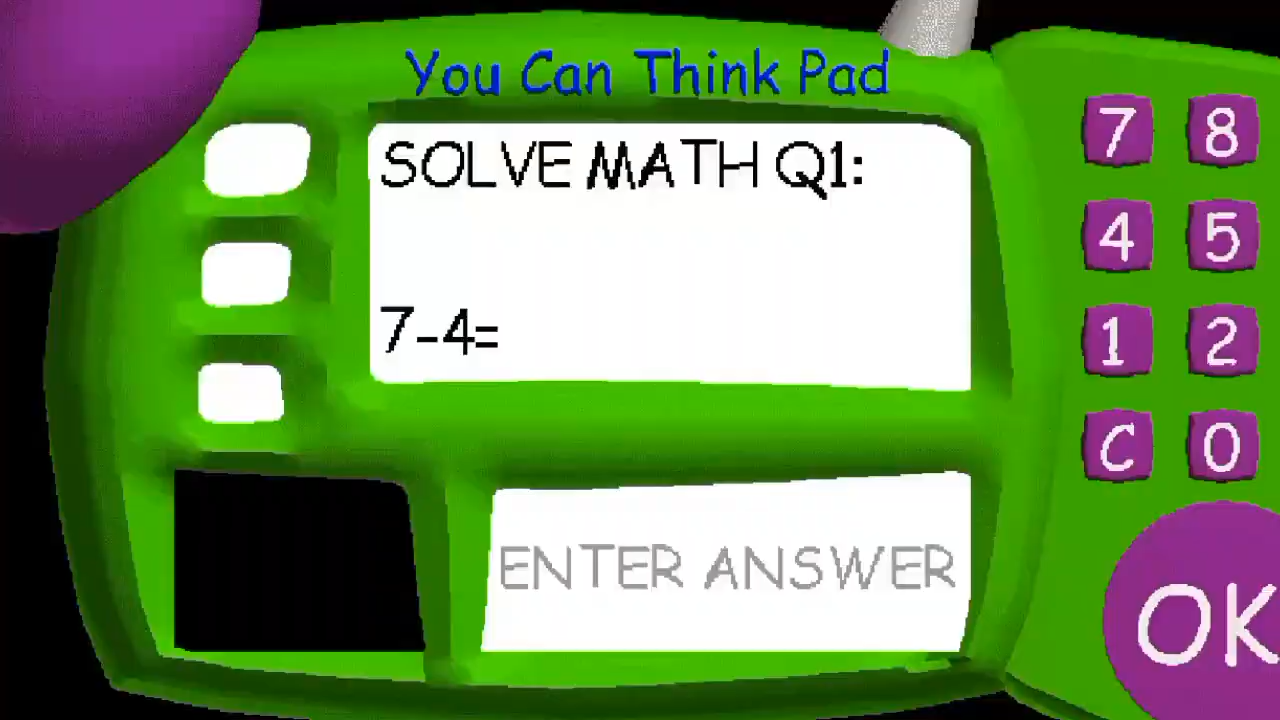 You Can Think Pad
SOLVE MATH Q1:
7-4=
ENTER ANSWER
7 8
4 5
1 2
C 0
OK